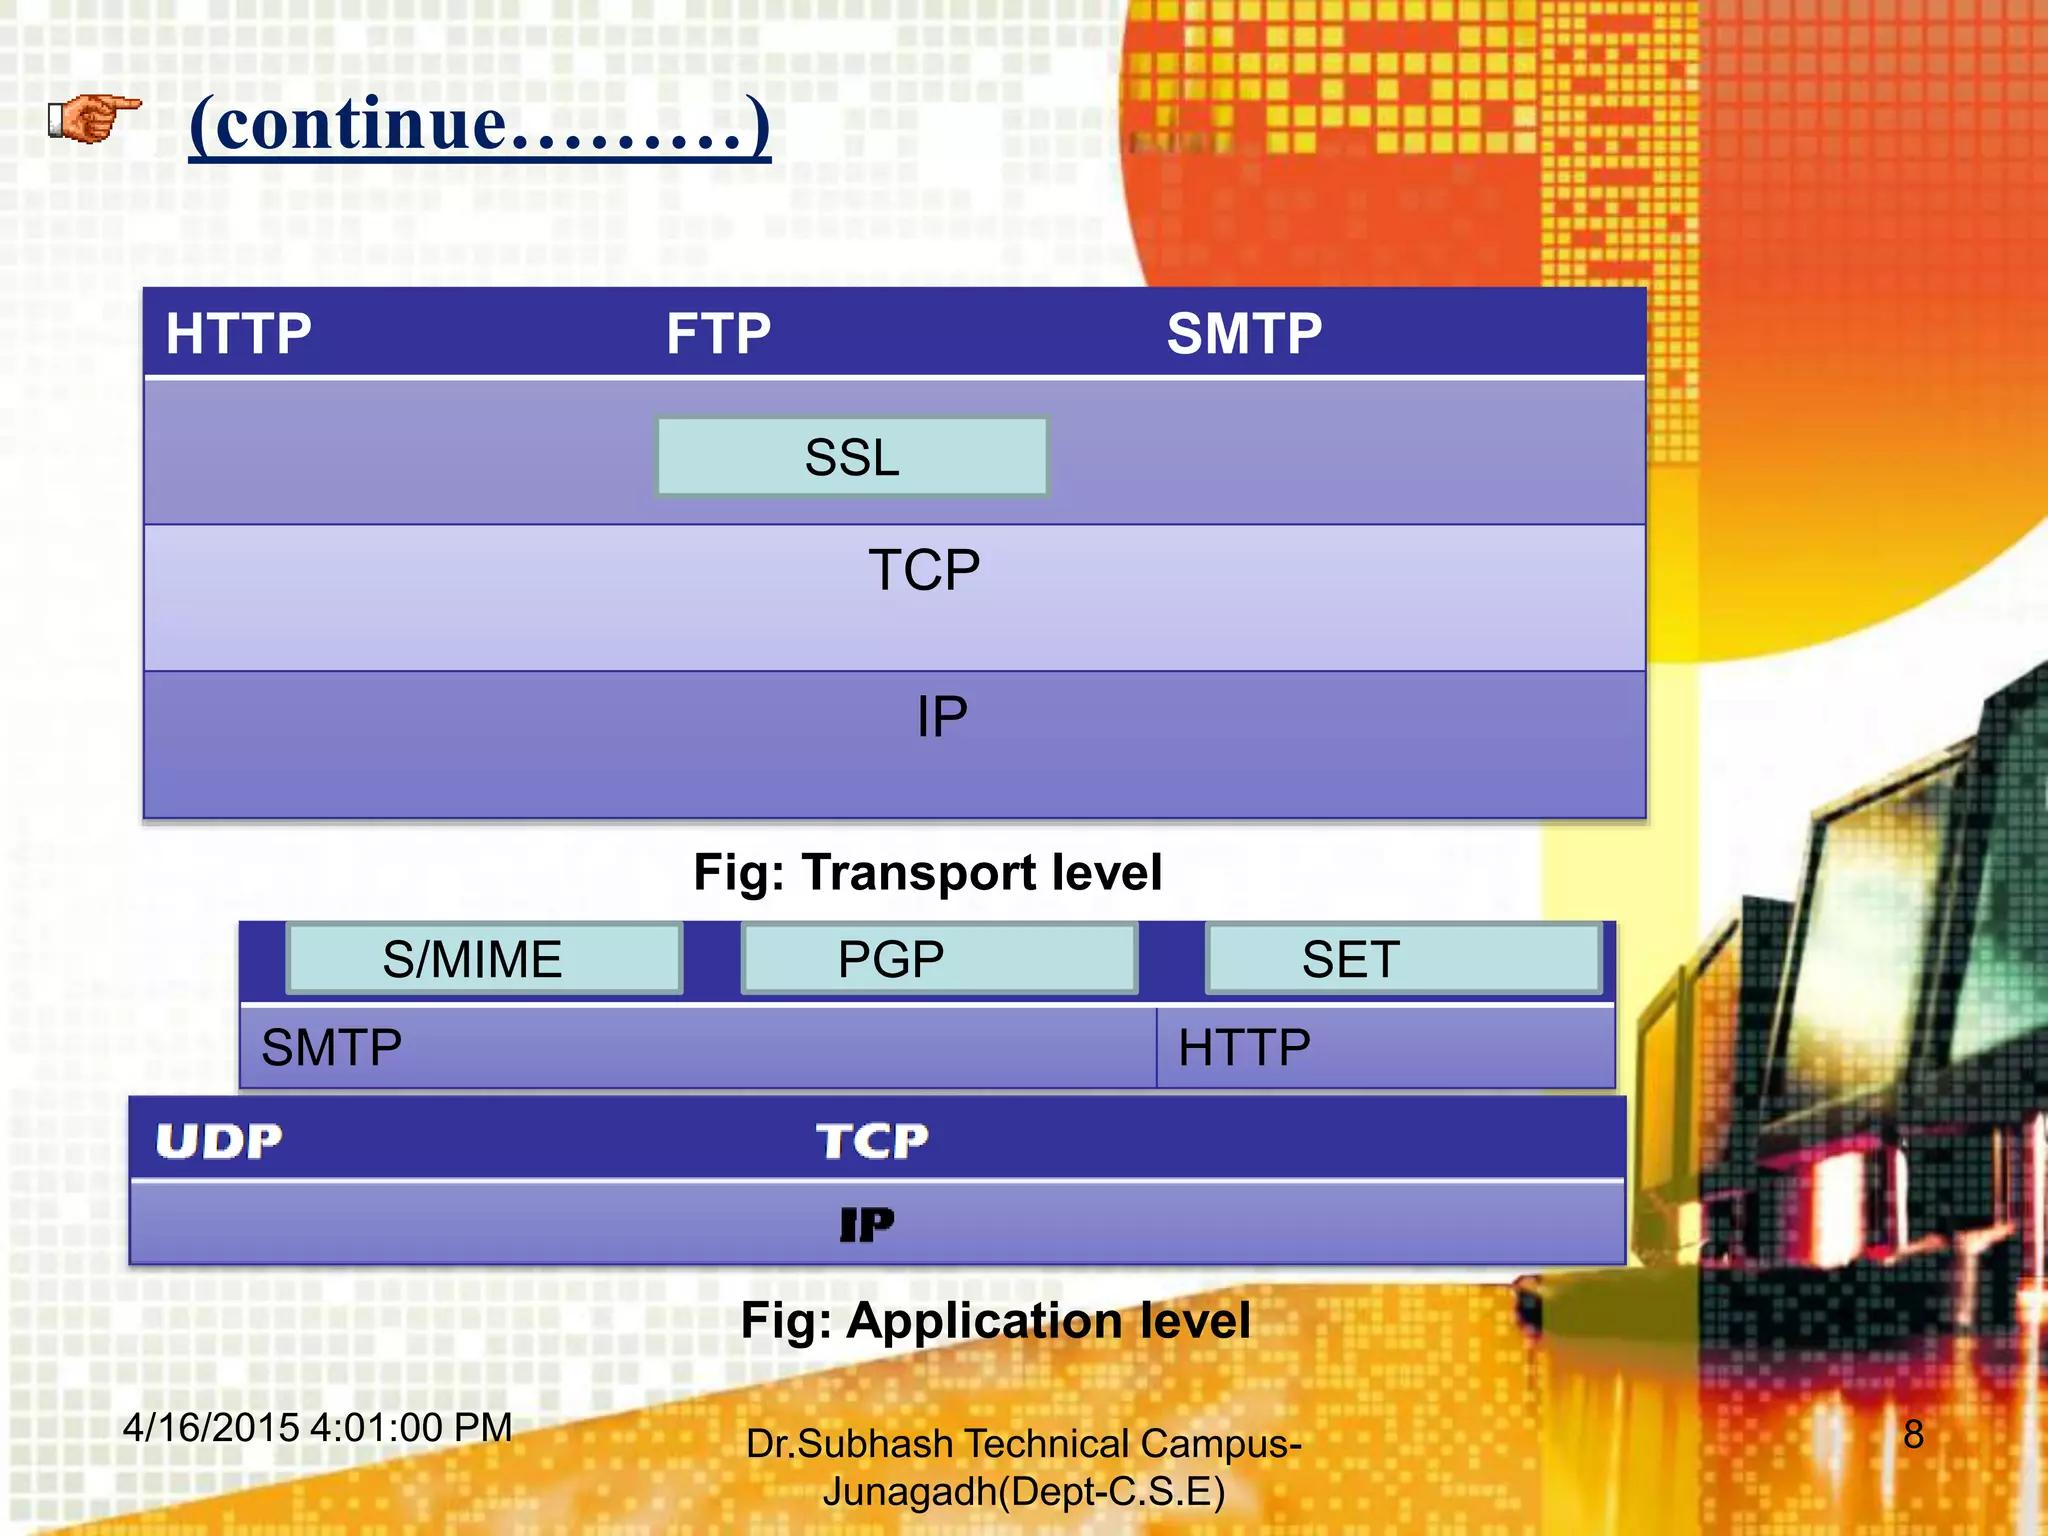 (continue………)
HTTP FTP SMTP
SSL
TCP
IP
Fig: Transport level
S/MIME PGP SET
SMTP HTTP
UDP TCP
IP
Fig: Application level
4/16/2015 4:01:00 PM
Dr.Subhash Technical Campus-
Junagadh(Dept-C.S.E)
8